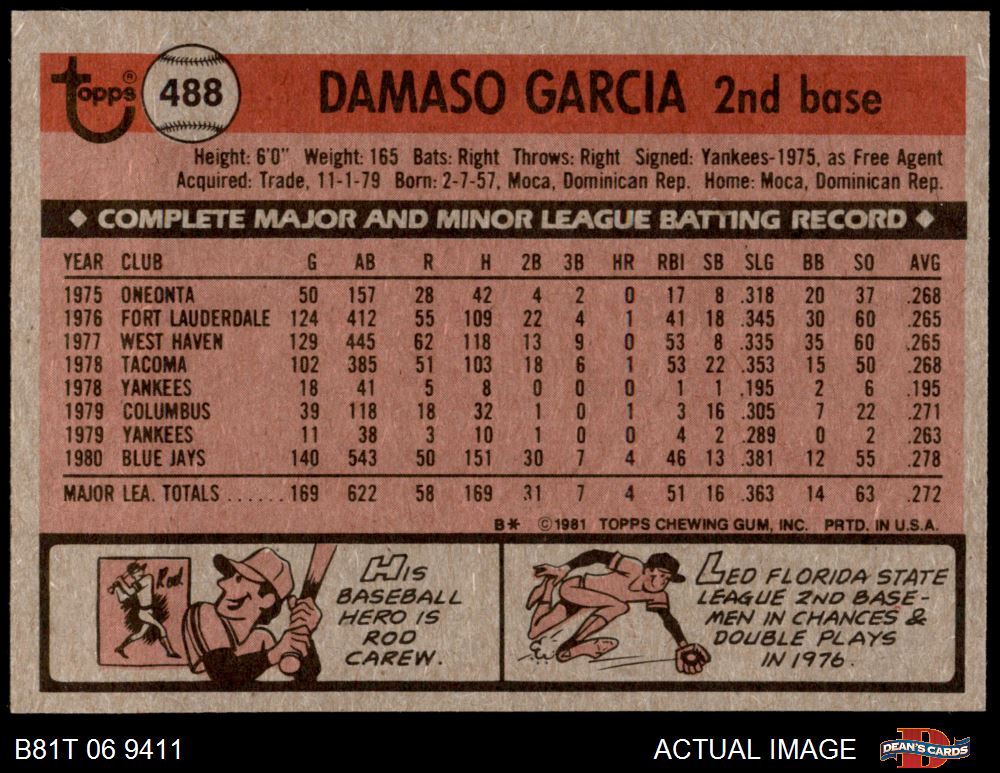 Topps®
488
DAMASO GARCIA 2nd base
Height: 6'0" Weight: 165 Bats: Right Throws: Right Signed: Yankees-1975, as Free Agent
Acquired: Trade, 11-1-79 Born: 2-7-57, Moca, Dominican Rep. Home: Moca, Dominican Rep.
◆ COMPLETE MAJOR AND MINOR LEAGUE BATTING RECORD ◆
YEAR CLUB G AB R H 2B 3B HR RBI SB SLG BB SO AVG
1975 ONEONTA 50 157 28 42 4 2 0 17 8 .318 20 37 .268
1976 FORT LAUDERDALE 124 412 55 109 22 4 1 41 18 .345 30 60 .265
1977 WEST HAVEN 129 445 62 118 13 9 0 53 8 .335 35 60 .265
1978 TACOMA 102 385 51 103 18 6 1 53 22 .353 15 50 .268
1978 YANKEES 18 41 5 8 0 0 0 1 1 .195 2 6 .195
1979 COLUMBUS 39 118 18 32 1 0 1 3 16 .305 7 22 .271
1979 YANKEES 11 38 3 10 1 0 0 4 2 .289 0 2 .263
1980 BLUE JAYS 140 543 50 151 30 7 4 46 13 .381 12 55 .278
MAJOR LEA. TOTALS ...... 169 622 58 169 31 7 4 51 16 .363 14 63 .272
B* ©1981 TOPPS CHEWING GUM, INC. PRTD. IN U.S.A.
Rod
HIS
BASEBALL
HERO IS
ROD
CAREW.
LED FLORIDA STATE
LEAGUE 2ND BASE-
MEN IN CHANCES &
DOUBLE PLAYS
IN 1976.
B81T 06 9411
ACTUAL IMAGE
DEAN'S CARDS